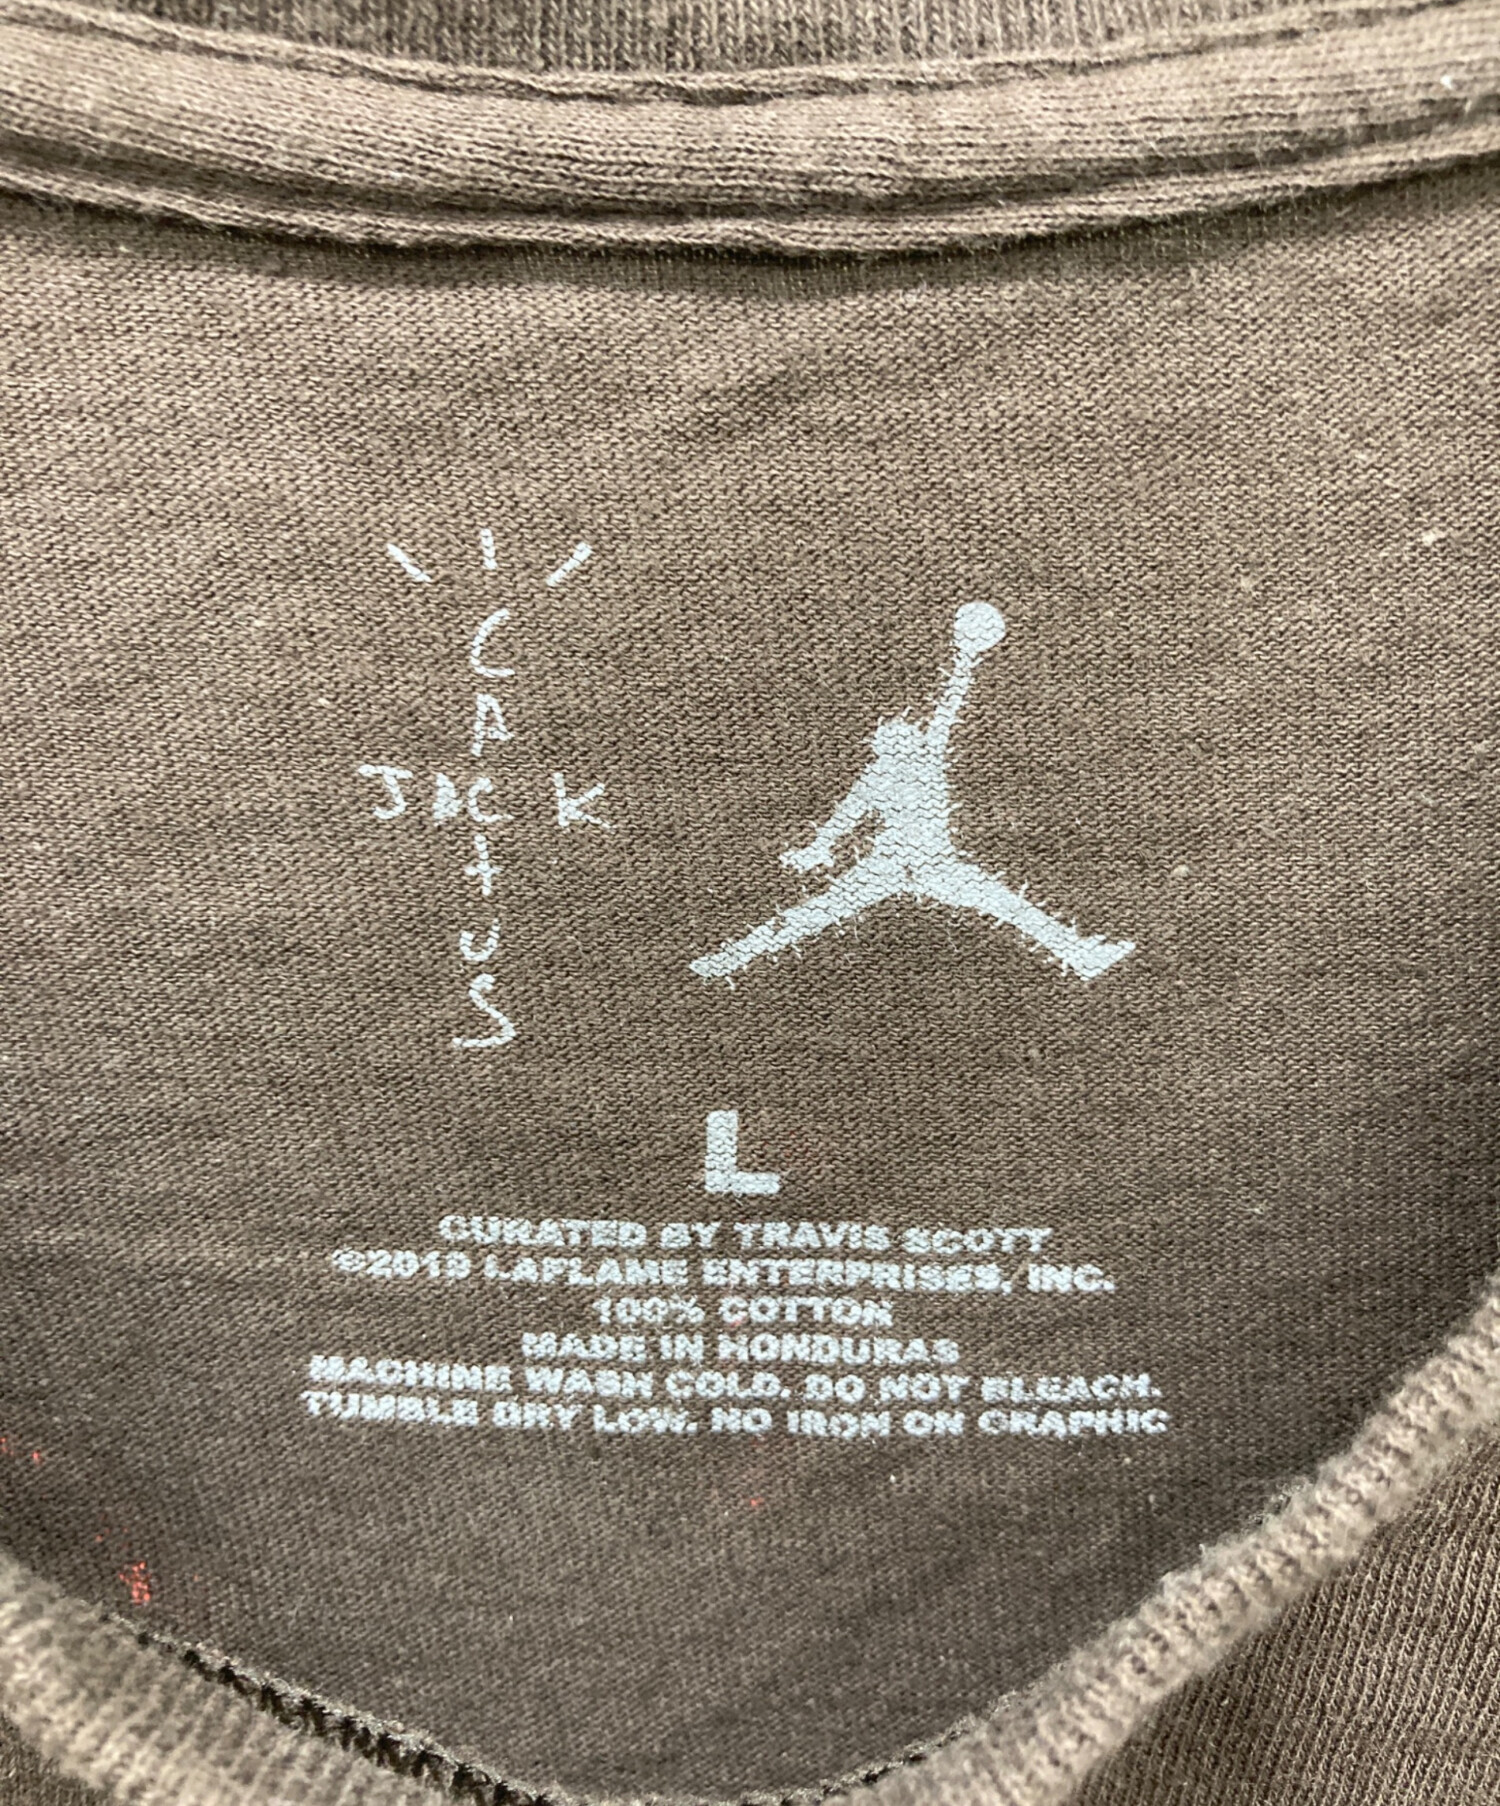 CACTUS
JACK
L
CURATED BY TRAVIS SCOTT
©2019 LAFLAME ENTERPRISES, INC.
100% COTTON
MADE IN HONDURAS
MACHINE WASH COLD. DO NOT BLEACH.
TUMBLE DRY LOW. NO IRON ON GRAPHIC